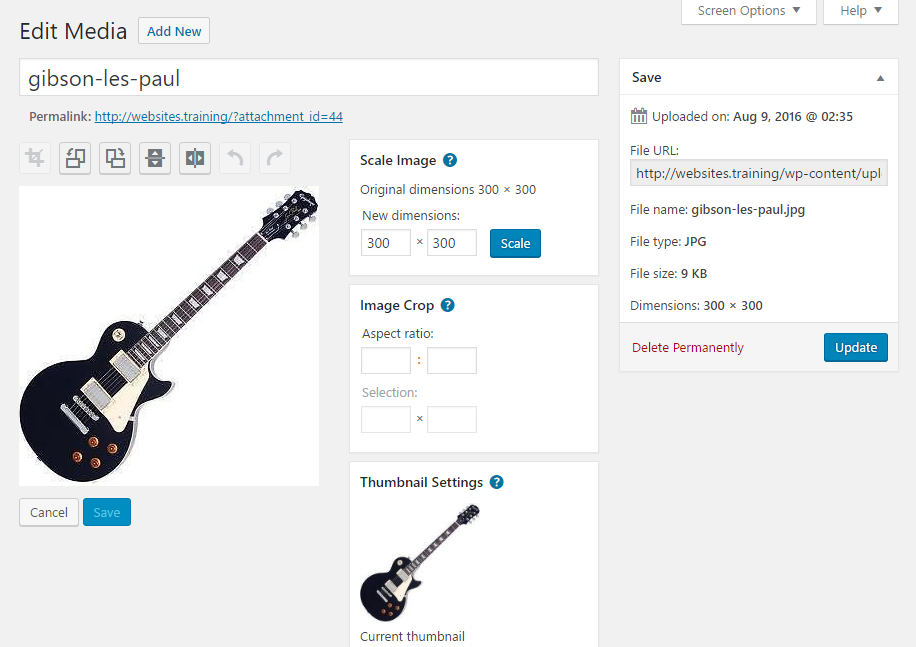 Screen Options ▼
Help ▼
Edit Media
Add New
gibson-les-paul
Permalink: http://websites.training/?attachment_id=44
Scale Image ?
Original dimensions 300 × 300
New dimensions:
300 × 300 Scale
Image Crop ?
Aspect ratio:
:
Selection:
×
Thumbnail Settings ?
Current thumbnail
Cancel
Save
Save ▲
Uploaded on: Aug 9, 2016 @ 02:35
File URL:
http://websites.training/wp-content/upl
File name: gibson-les-paul.jpg
File type: JPG
File size: 9 KB
Dimensions: 300 × 300
Delete Permanently
Update